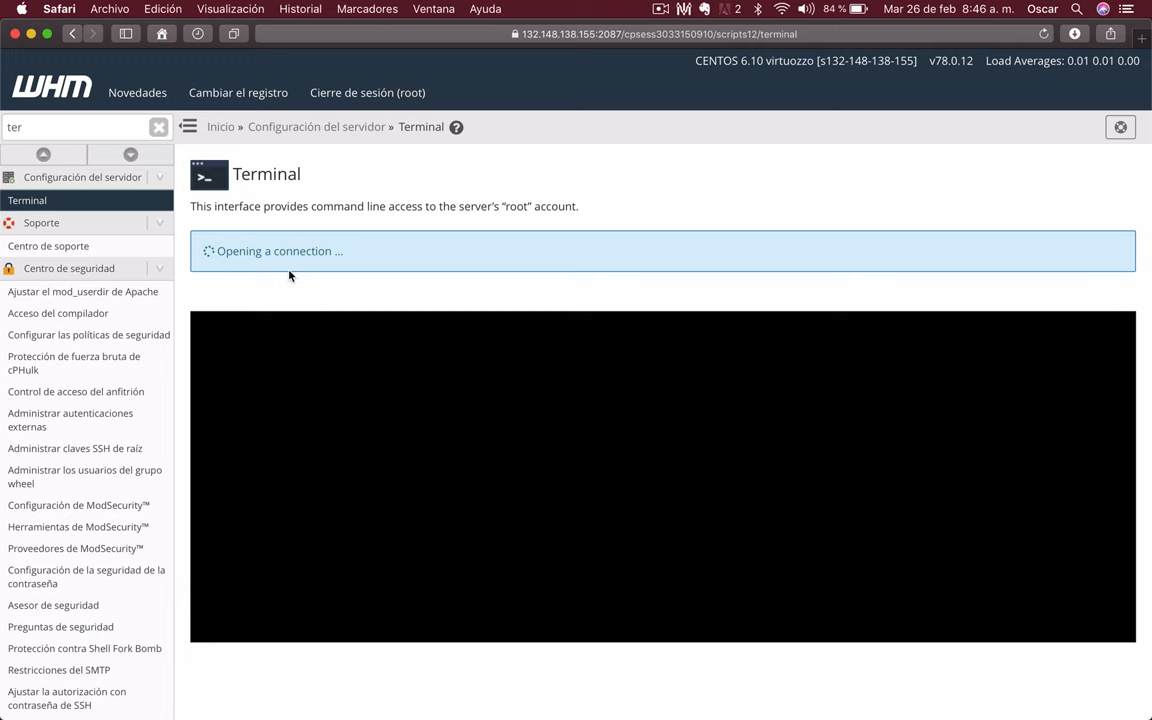 Safari Archivo Edición Visualización Historial Marcadores Ventana Ayuda 2 84 % Mar 26 de feb 8:46 a. m. Oscar
132.148.138.155:2087/cpsess3033150910/scripts12/terminal
CENTOS 6.10 virtuozzo [s132-148-138-155] v78.0.12 Load Averages: 0.01 0.01 0.00
WHM Novedades Cambiar el registro Cierre de sesión (root)
ter
Inicio » Configuración del servidor » Terminal ?
Configuración del servidor
Terminal
Soporte
Centro de soporte
Centro de seguridad
Ajustar el mod_userdir de Apache
Acceso del compilador
Configurar las políticas de seguridad
Protección de fuerza bruta de
cPHulk
Control de acceso del anfitrión
Administrar autenticaciones
externas
Administrar claves SSH de raíz
Administrar los usuarios del grupo
wheel
Configuración de ModSecurity™
Herramientas de ModSecurity™
Proveedores de ModSecurity™
Configuración de la seguridad de la
contraseña
Asesor de seguridad
Preguntas de seguridad
Protección contra Shell Fork Bomb
Restricciones del SMTP
Ajustar la autorización con
contraseña de SSH
>_ Terminal
This interface provides command line access to the server’s “root” account.
Opening a connection ...